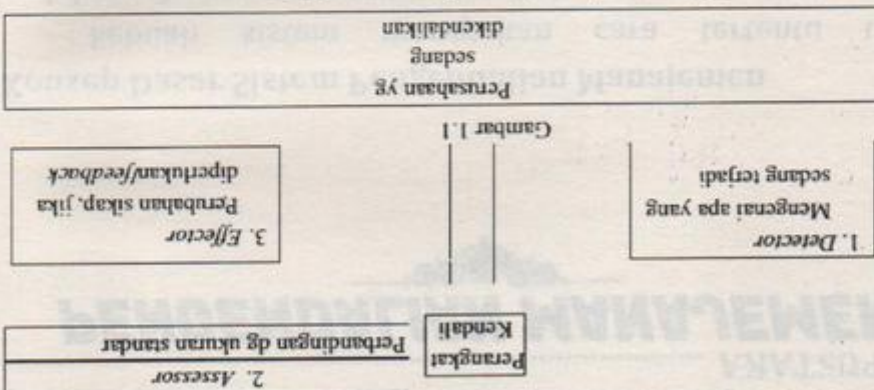 2. Assessor
Perbandingan dg ukuran standar
Perangkat
Kendali
1. Detector
Mengenai apa yang
sedang terjadi
3. Effector
Perubahan sikap, jika
diperlukan/feedback
Gambar 1.1
Perusahaan yg
sedang
dikendalikan